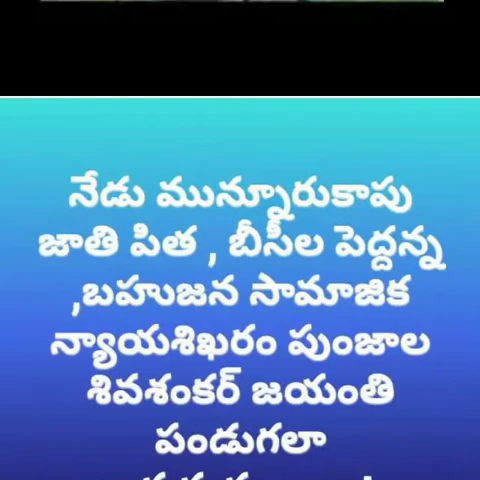 నేడు మున్నూరుకాపు
జాతి పిత , బీసీల పెద్దన్న
,బహుజన సామాజిక
న్యాయశిఖరం పుంజాల
శివశంకర్ జయంతి
పండుగలా